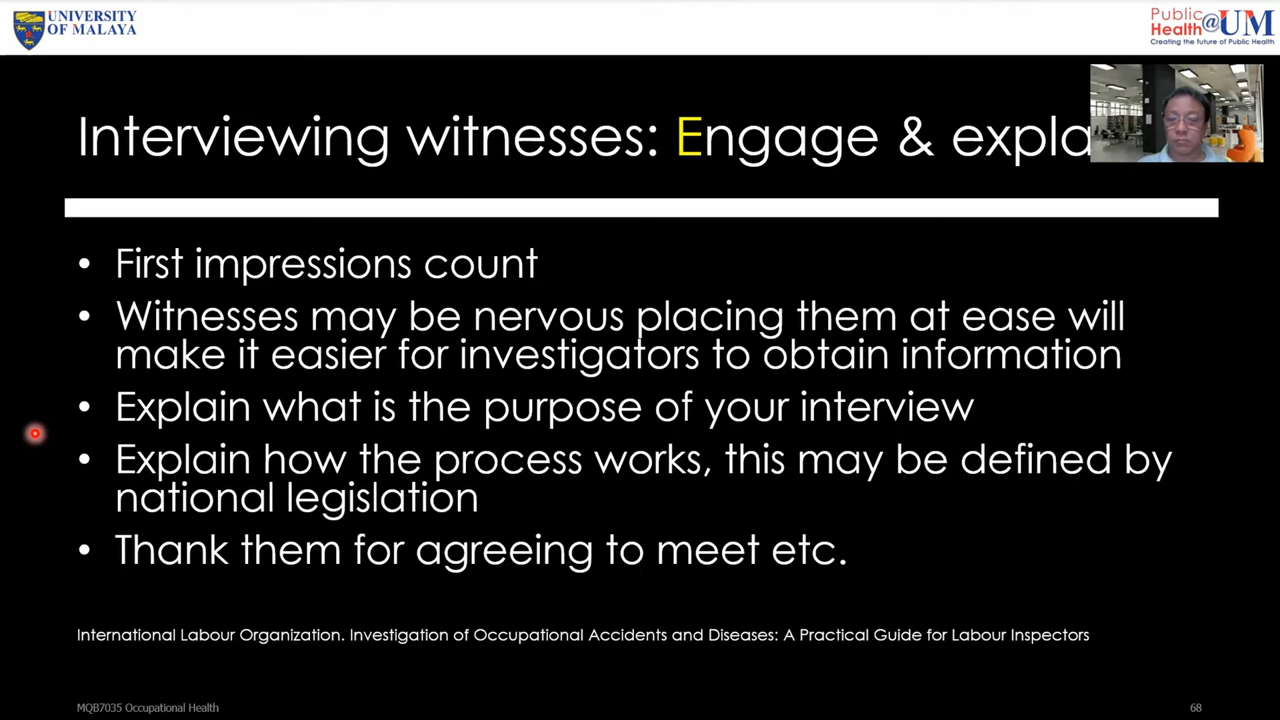 UNIVERSITY
OF MALAYA
Public
Health@UM
Creating the future of Public Health
Interviewing witnesses: Engage & expla
• First impressions count
• Witnesses may be nervous placing them at ease will
make it easier for investigators to obtain information
• Explain what is the purpose of your interview
• Explain how the process works, this may be defined by
national legislation
• Thank them for agreeing to meet etc.
International Labour Organization. Investigation of Occupational Accidents and Diseases: A Practical Guide for Labour Inspectors
MQB7035 Occupational Health
68